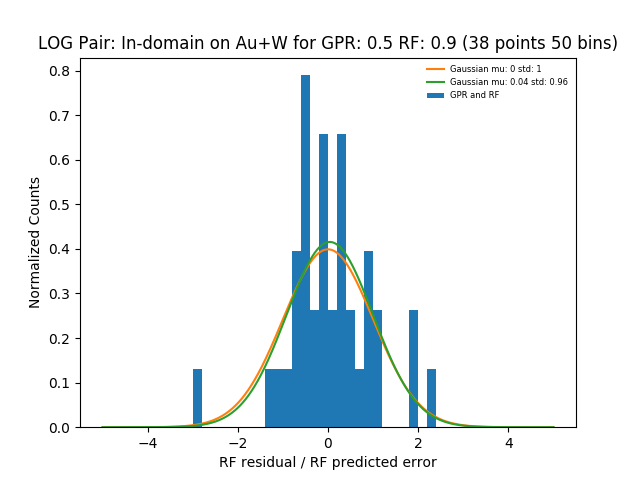 LOG Pair: In-domain on Au+W for GPR: 0.5 RF: 0.9 (38 points 50 bins)
Gaussian mu: 0 std: 1
Gaussian mu: 0.04 std: 0.96
GPR and RF
Normalized Counts
0.8
0.7
0.6
0.5
0.4
0.3
0.2
0.1
0.0
−4 −2 0 2 4
RF residual / RF predicted error